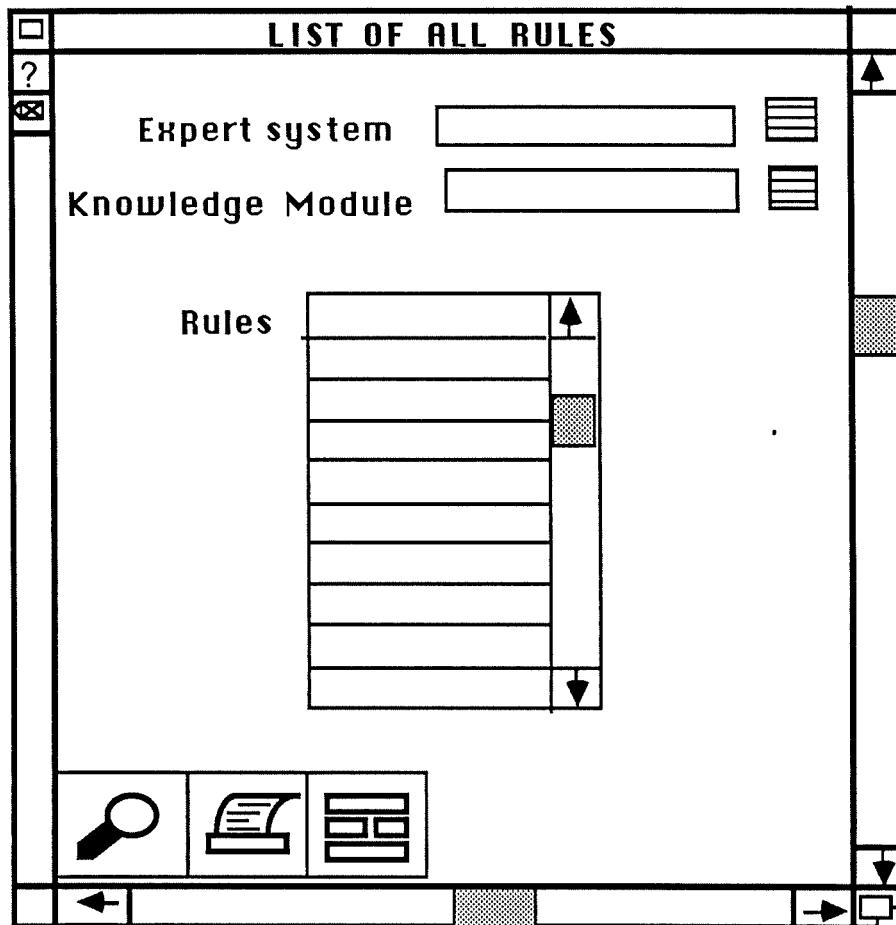 LIST OF ALL RULES
?
Expert system
Knowledge Module
Rules